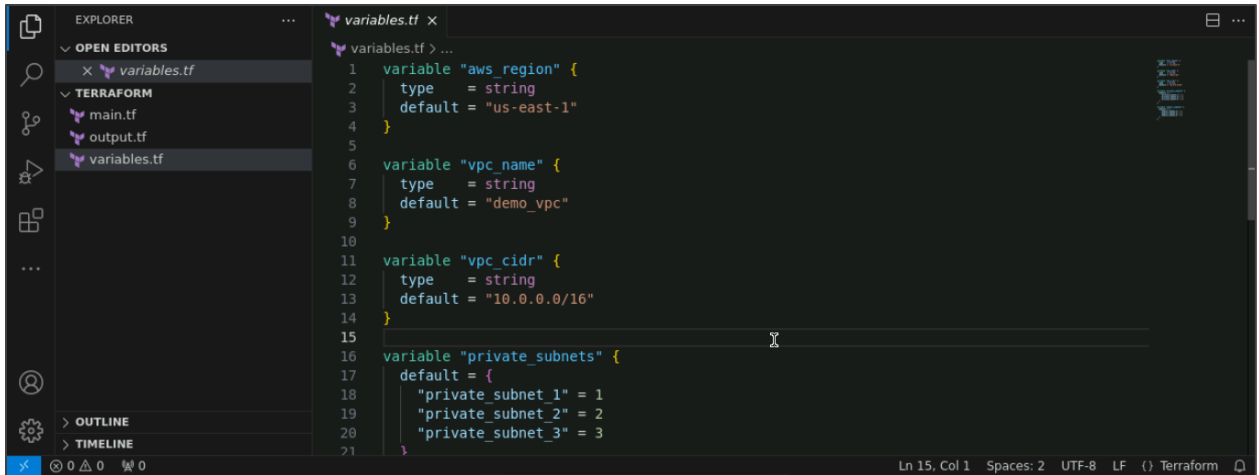 EXPLORER
OPEN EDITORS
variables.tf
TERRAFORM
main.tf
output.tf
variables.tf
OUTLINE
TIMELINE
variables.tf
variables.tf > ...
1 variable "aws_region" {
2   type    = string
3   default = "us-east-1"
4 }
5
6 variable "vpc_name" {
7   type    = string
8   default = "demo_vpc"
9 }
10
11 variable "vpc_cidr" {
12   type    = string
13   default = "10.0.0.0/16"
14 }
15
16 variable "private_subnets" {
17   default = {
18     "private_subnet_1" = 1
19     "private_subnet_2" = 2
20     "private_subnet_3" = 3
21   }
0 0 0 Ln 15, Col 1 Spaces: 2 UTF-8 LF {} Terraform